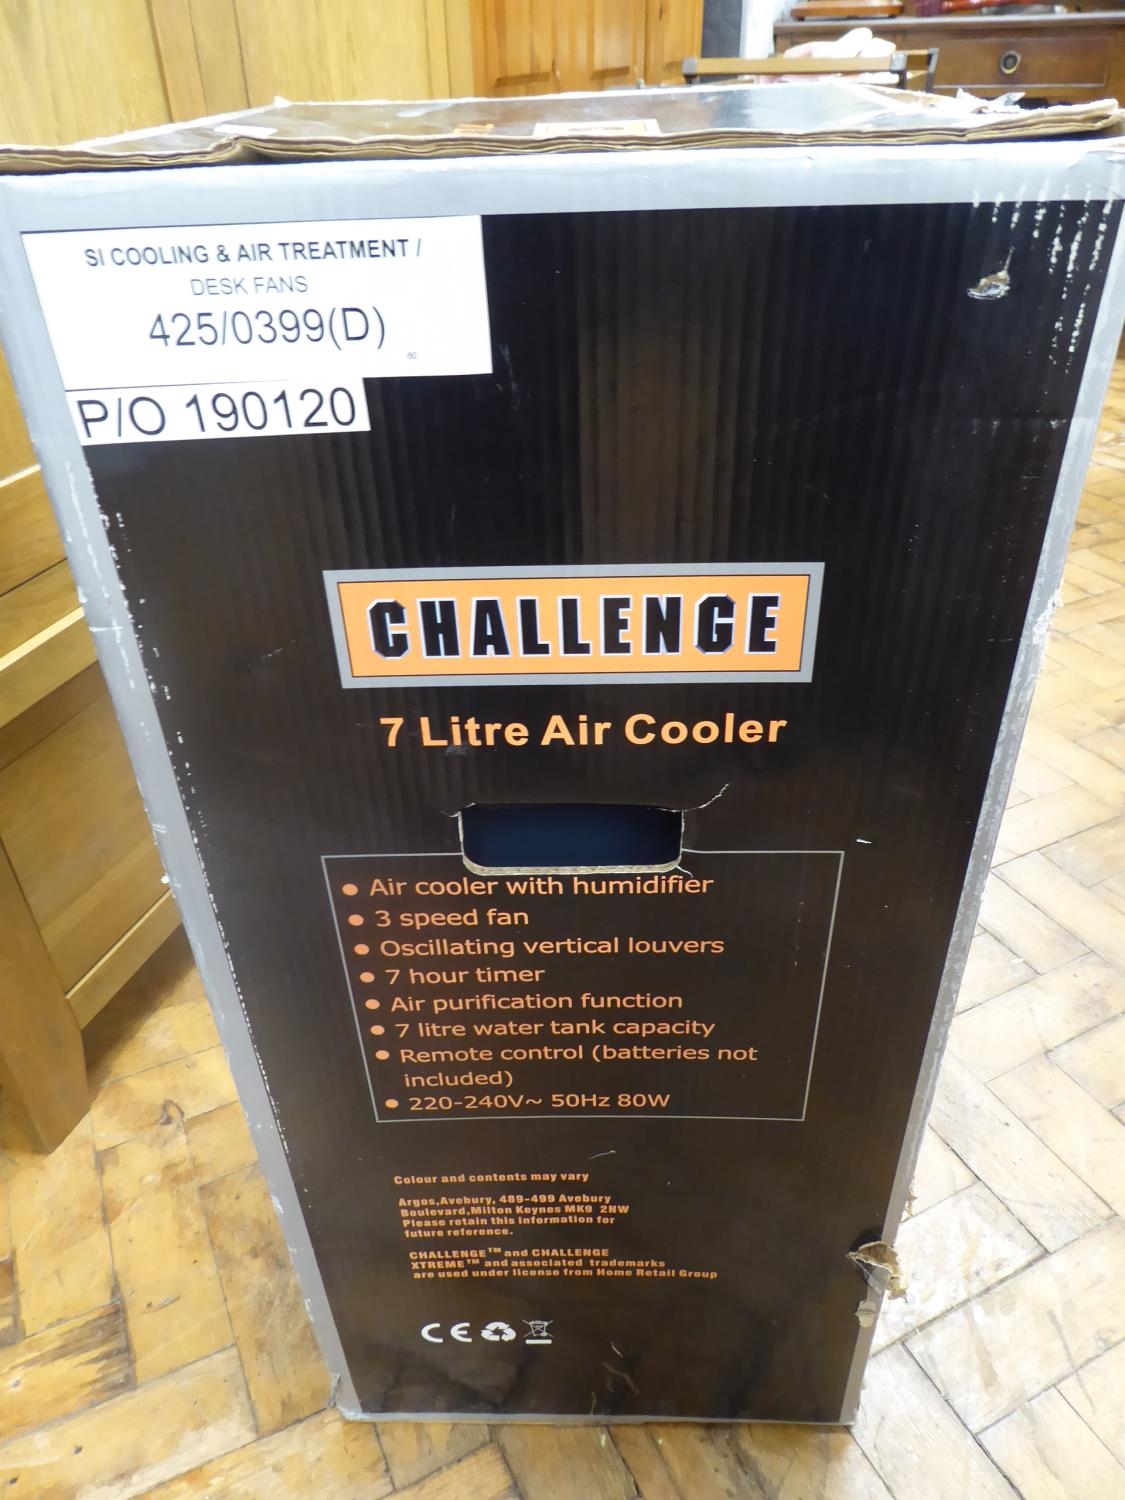 SI COOLING & AIR TREATMENT /
DESK FANS
425/0399(D)
80
P/O 190120
CHALLENGE
7 Litre Air Cooler
● Air cooler with humidifier
● 3 speed fan
● Oscillating vertical louvers
● 7 hour timer
● Air purification function
● 7 litre water tank capacity
● Remote control (batteries not
included)
● 220-240V~ 50Hz 80W
Colour and contents may vary
Argos,Avebury, 489-499 Avebury
Boulevard,Milton Keynes MK9 2NW
Please retain this information for
future reference.
CHALLENGE™ and CHALLENGE
XTREME™ and associated trademarks
are used under license from Home Retail Group
CE